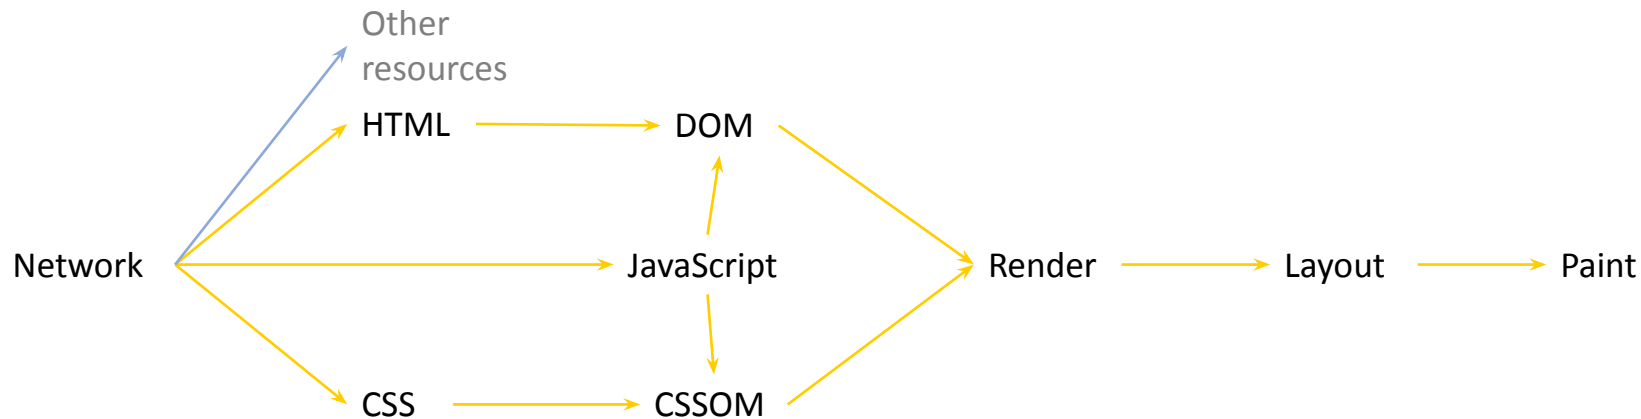 Other
resources
HTML
DOM
Network
JavaScript
Render
Layout
Paint
CSS
CSSOM